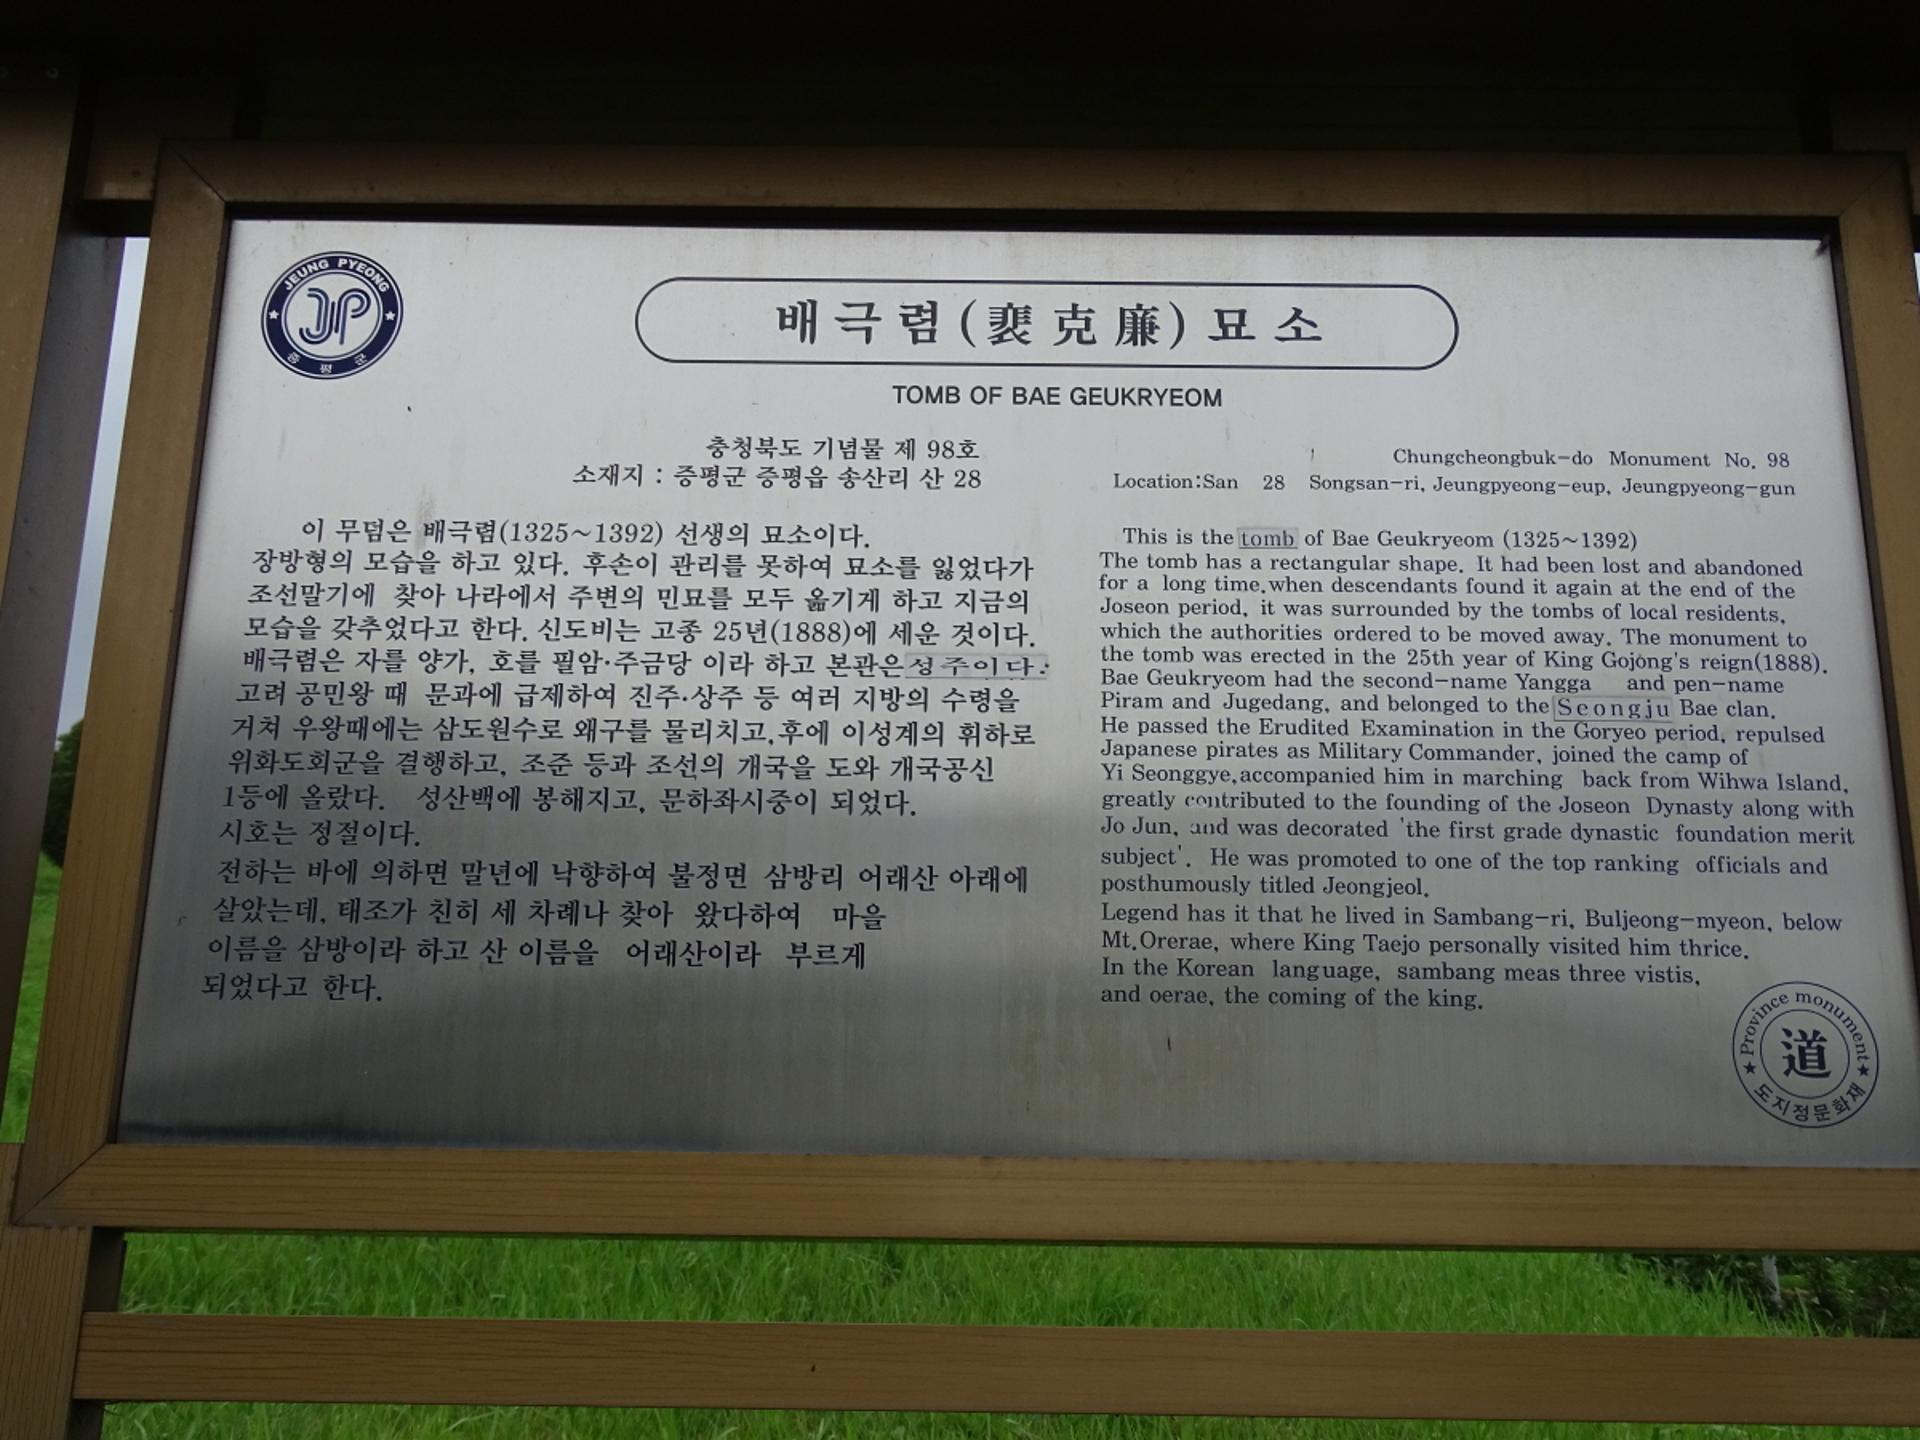 JEUNG PYEONG
증평군
배극렴(裴克廉)묘소
TOMB OF BAE GEUKRYEOM
충청북도 기념물 제 98호
소재지 : 증평군 증평읍 송산리 산 28
이 무덤은 배극렴(1325~1392) 선생의 묘소이다.
장방형의 모습을 하고 있다. 후손이 관리를 못하여 묘소를 잃었다가
조선말기에 찾아 나라에서 주변의 민묘를 모두 옮기게 하고 지금의
모습을 갖추었다고 한다. 신도비는 고종 25년(1888)에 세운 것이다.
배극렴은 자를 양가, 호를 필암·주금당 이라 하고 본관은 성주이다.
고려 공민왕 때 문과에 급제하여 진주·상주 등 여러 지방의 수령을
거쳐 우왕때에는 삼도원수로 왜구를 물리치고, 후에 이성계의 휘하로
위화도회군을 결행하고, 조준 등과 조선의 개국을 도와 개국공신
1등에 올랐다. 성산백에 봉해지고, 문하좌시중이 되었다.
시호는 정절이다.
전하는 바에 의하면 말년에 낙향하여 불정면 삼방리 어래산 아래에
살았는데, 태조가 친히 세 차례나 찾아 왔다하여 마을
이름을 삼방이라 하고 산 이름을 어래산이라 부르게
되었다고 한다.
Chungcheongbuk-do Monument No. 98
Location:San 28 Songsan-ri, Jeungpyeong-eup, Jeungpyeong-gun
This is the tomb of Bae Geukryeom (1325~1392)
The tomb has a rectangular shape. It had been lost and abandoned
for a long time.when descendants found it again at the end of the
Joseon period, it was surrounded by the tombs of local residents,
which the authorities ordered to be moved away. The monument to
the tomb was erected in the 25th year of King Gojong's reign(1888).
Bae Geukryeom had the second-name Yangga and pen-name
Piram and Jugedang, and belonged to the Seongju Bae clan.
He passed the Erudited Examination in the Goryeo period, repulsed
Japanese pirates as Military Commander, joined the camp of
Yi Seonggye,accompanied him in marching back from Wihwa Island,
greatly contributed to the founding of the Joseon Dynasty along with
Jo Jun, and was decorated 'the first grade dynastic foundation merit
subject'. He was promoted to one of the top ranking officials and
posthumously titled Jeongjeol.
Legend has it that he lived in Sambang-ri, Buljeong-myeon, below
Mt.Orerae, where King Taejo personally visited him thrice.
In the Korean language, sambang meas three vistis,
and oerae, the coming of the king.
Province monument
道
도지정문화재